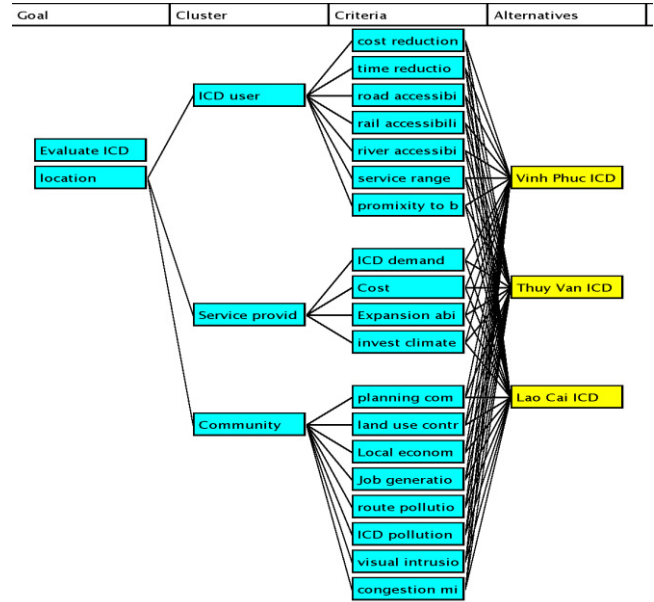 Goal
Cluster
Criteria
Alternatives
Evaluate ICD
location
ICD user
Service provid
Community
cost reduction
time reductio
road accessibi
rail accessibili
river accessibi
service range
promixity to b
ICD demand
Cost
Expansion abi
invest climate
planning com
land use contr
Local econom
Job generatio
route pollutio
ICD pollution
visual intrusio
congestion mi
Vinh Phuc ICD
Thuy Van ICD
Lao Cai ICD